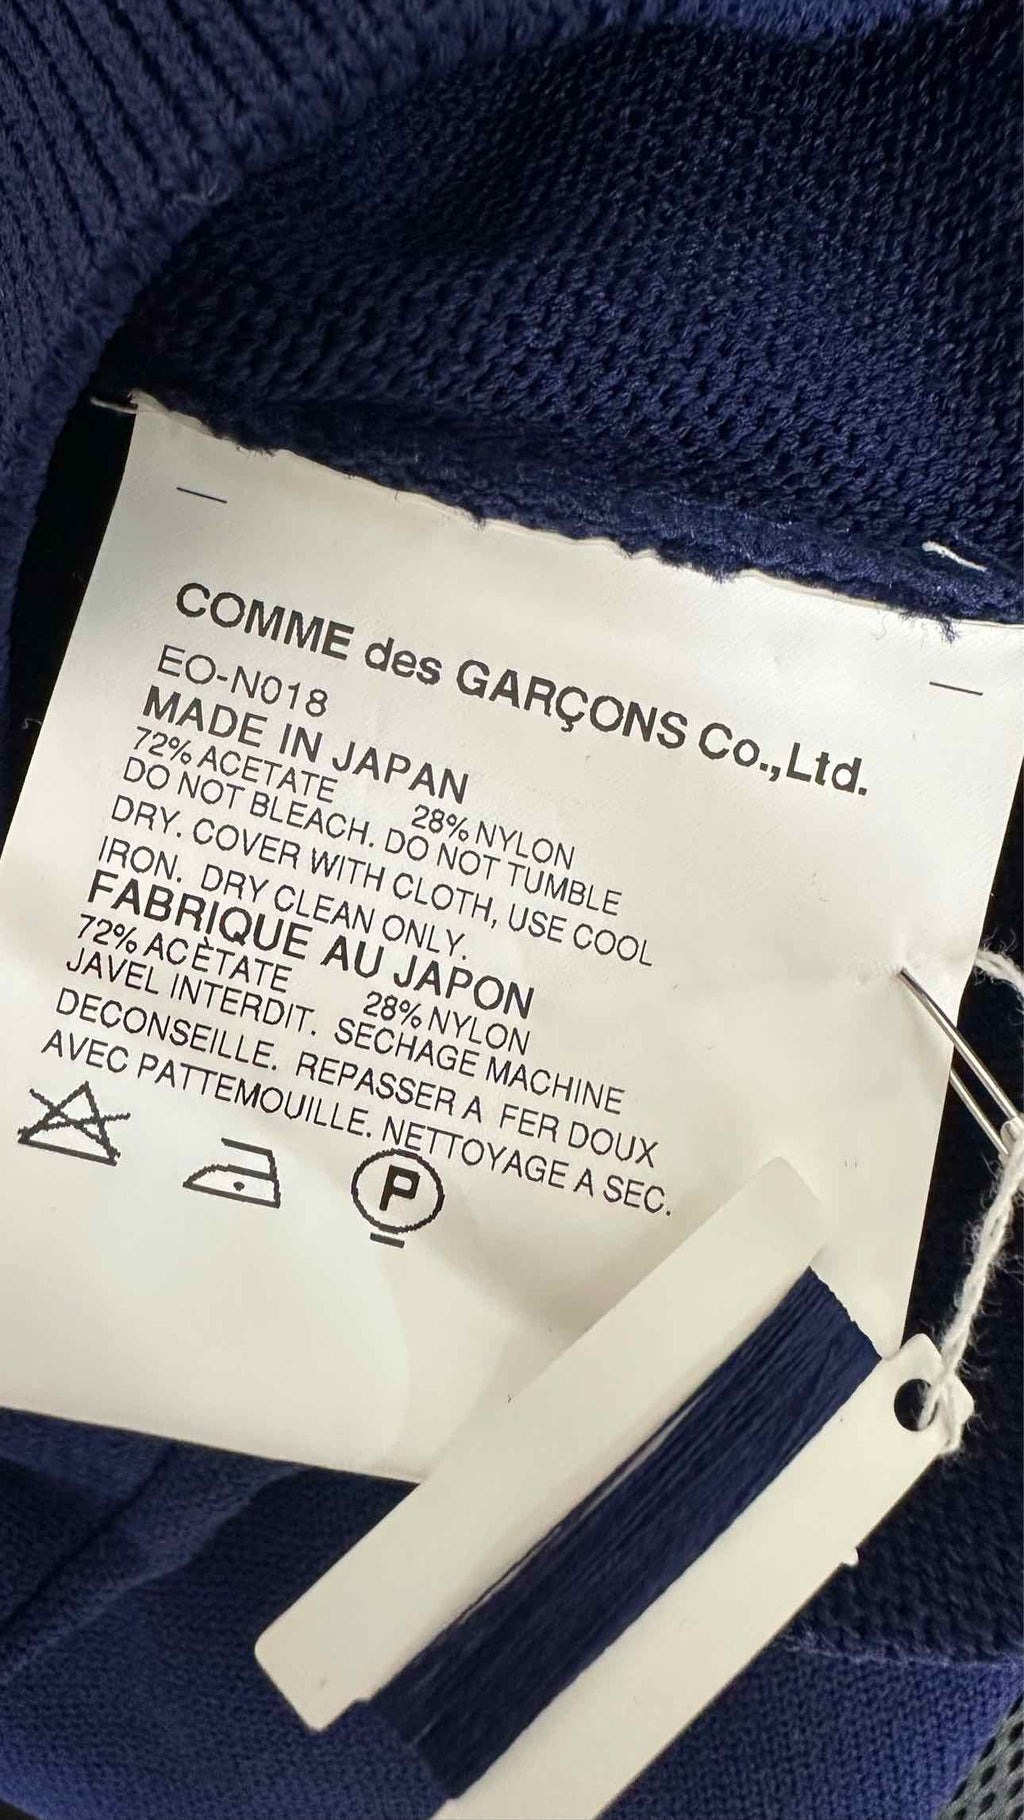 COMME des GARÇONS Co.,Ltd.
EO-N018
MADE IN JAPAN
72% ACETATE 28% NYLON
DO NOT BLEACH. DO NOT TUMBLE
DRY. COVER WITH CLOTH, USE COOL
IRON. DRY CLEAN ONLY.
FABRIQUE AU JAPON
72% ACÈTATE 28% NYLON
JAVEL INTERDIT. SECHAGE MACHINE
DECONSEILLE. REPASSER A FER DOUX
AVEC PATTEMOUILLE. NETTOYAGE A SEC.
P